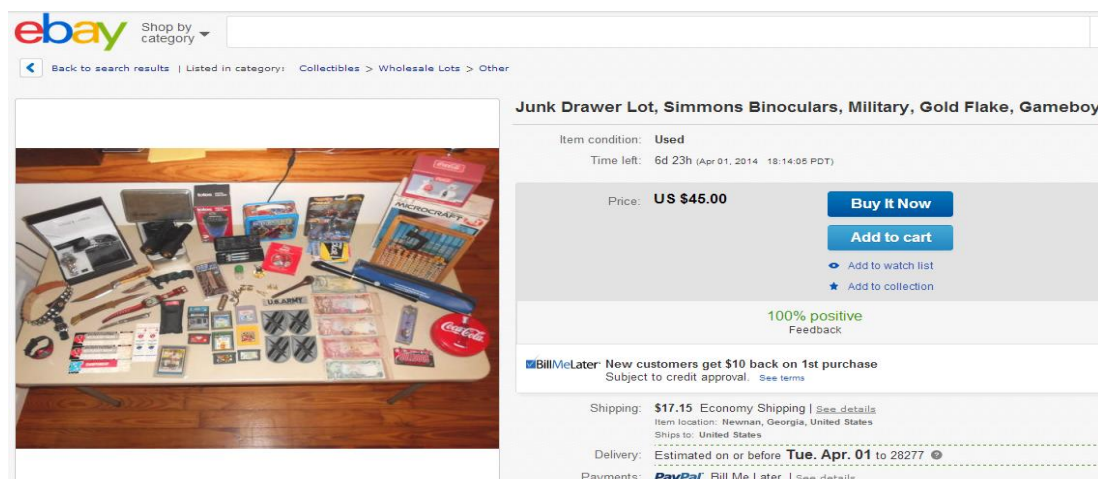 ebay Shop by category
Back to search results | Listed in category: Collectibles > Wholesale Lots > Other
Junk Drawer Lot, Simmons Binoculars, Military, Gold Flake, Gameboy
Item condition: Used
Time left: 6d 23h (Apr 01, 2014 18:14:05 PDT)
Price: US $45.00
Buy It Now
Add to cart
Add to watch list
Add to collection
100% positive
Feedback
BillMeLater New customers get $10 back on 1st purchase
Subject to credit approval. See terms
Shipping: $17.15 Economy Shipping | See details
Item location: Newnan, Georgia, United States
Ships to: United States
Delivery: Estimated on or before Tue. Apr. 01 to 28277
Payments: PayPal Bill Me Later | See details
MICROCRAFT
U.S. ARMY
Coca-Cola